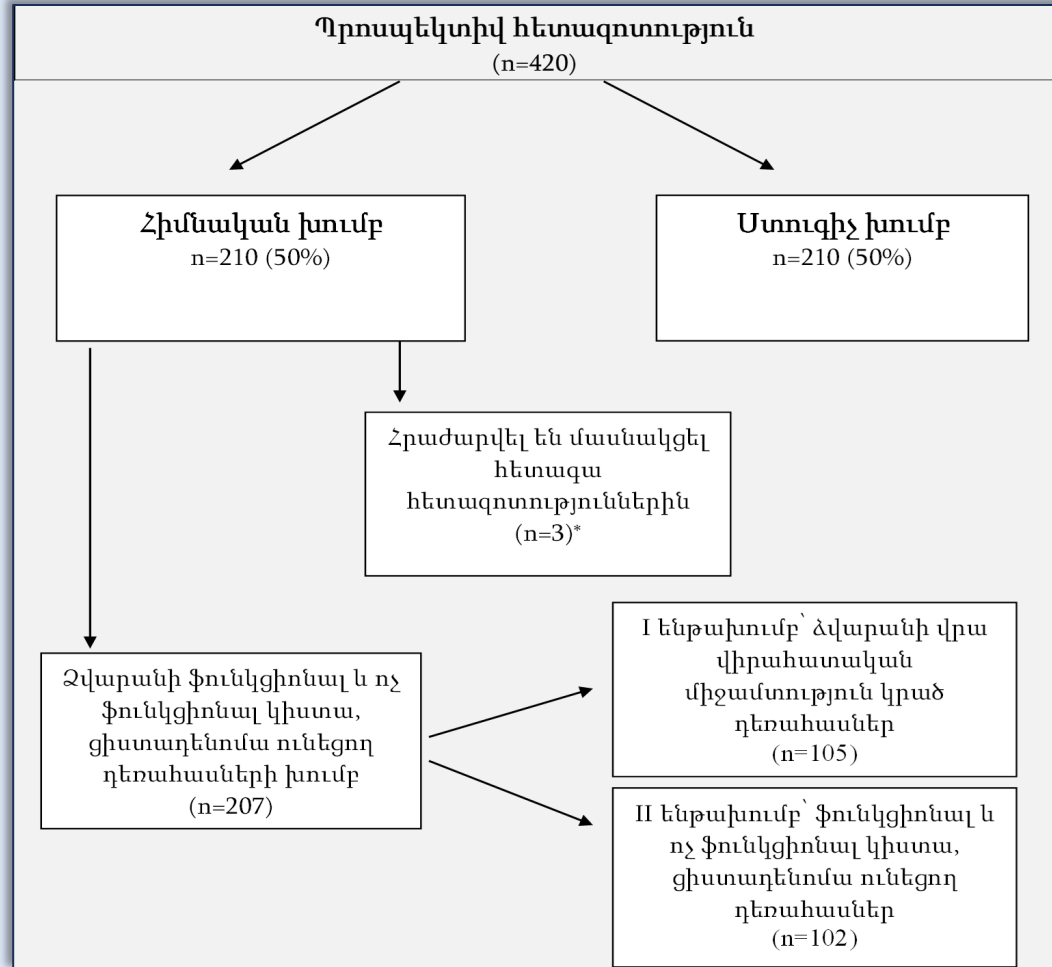 Պրոսպեկտիվ հետազոտություն
(n=420)
Հիմնական խումբ
n=210 (50%)
Ստուգիչ խումբ
n=210 (50%)
Հրաժարվել են մասնակցել
հետագա
հետազոտություններին
(n=3)*
Ձվարանի ֆունկցիոնալ և ոչ
ֆունկցիոնալ կիստա,
ցիստադենոմա ունեցող
դեռահասների խումբ
(n=207)
I ենթախումբ՝ ձվարանի վրա
վիրահատական
միջամտություն կրած
դեռահասներ
(n=105)
II ենթախումբ՝ ֆունկցիոնալ և
ոչ ֆունկցիոնալ կիստա,
ցիստադենոմա ունեցող
դեռահասներ
(n=102)